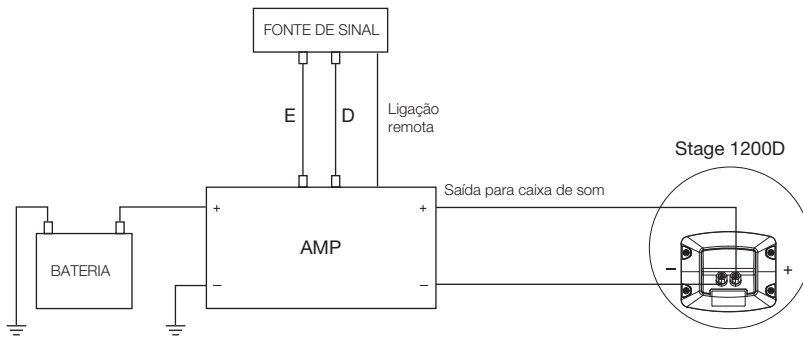 FONTE DE SINAL
E
D
Ligação
remota
Stage 1200D
Saída para caixa de som
+
+
AMP
BATERIA
–
+
–
–